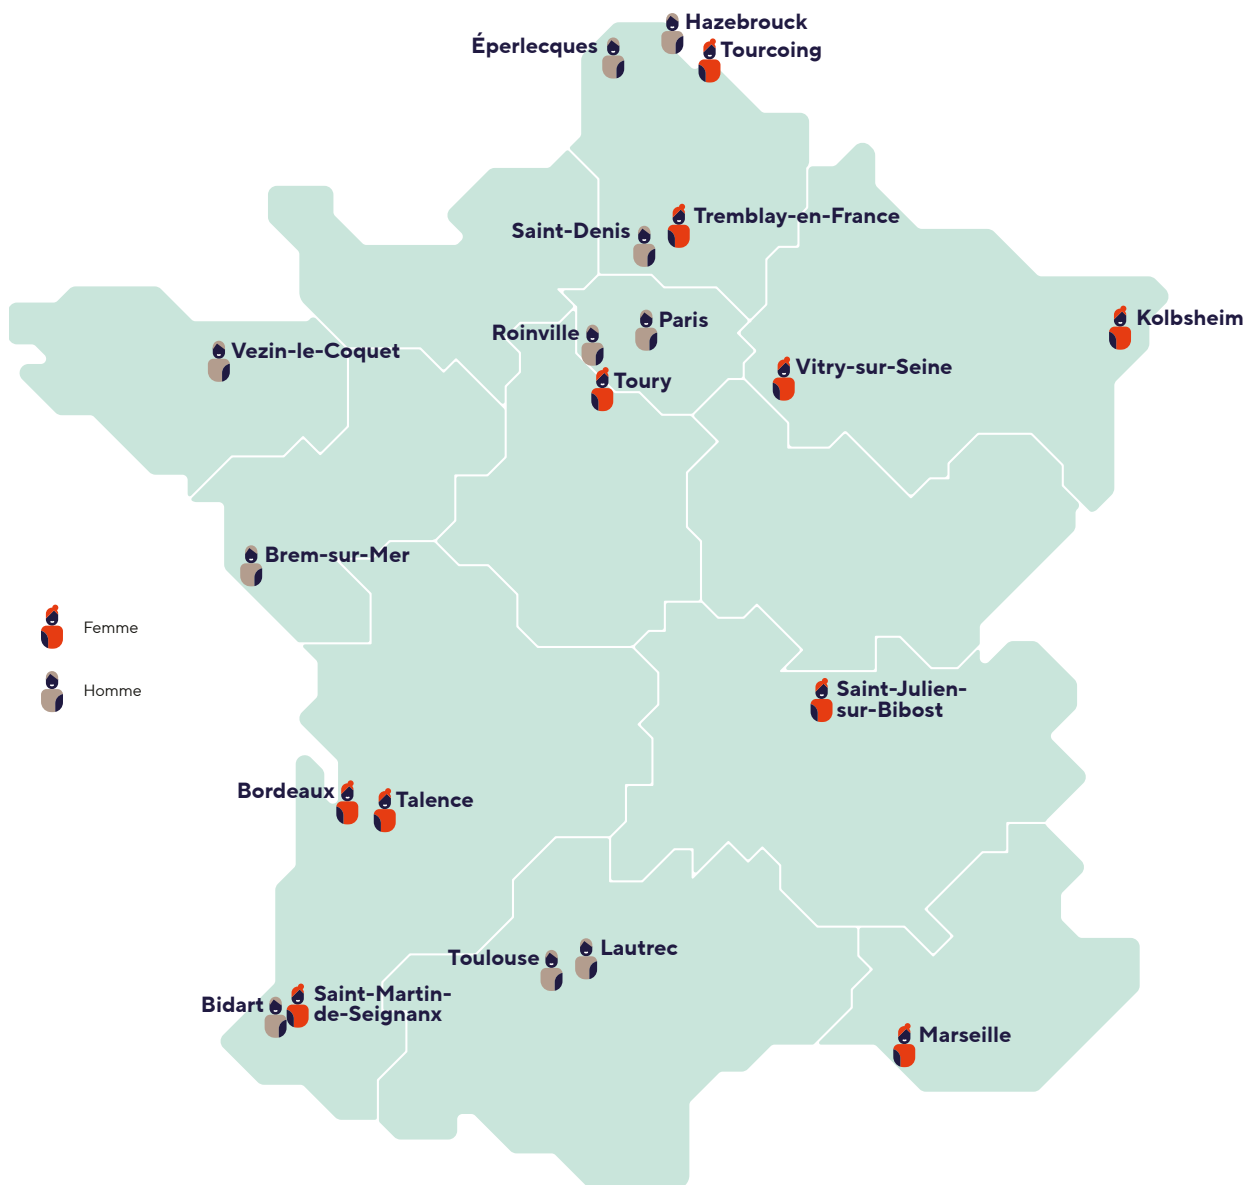 Hazebrouck
Éperlecques
Tourcoing
Tremblay-en-France
Saint-Denis
Kolbsheim
Paris
Roinville
Vezin-le-Coquet
Vitry-sur-Seine
Toury
Brem-sur-Mer
Femme
Homme
Saint-Julien-
sur-Bibost
Bordeaux
Talence
Lautrec
Toulouse
Saint-Martin-
de-Seignanx
Bidart
Marseille